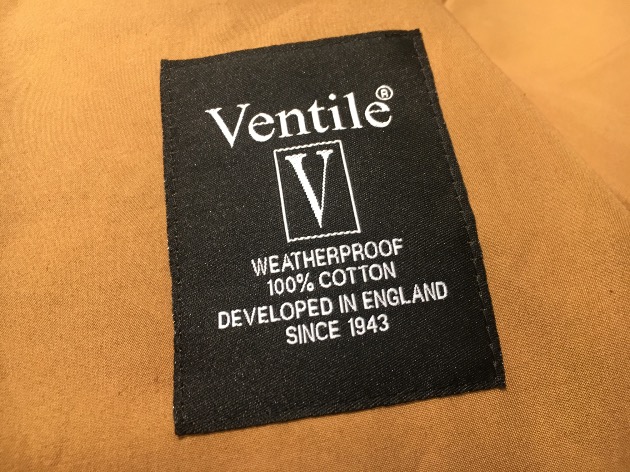 Ventile®
V
WEATHERPROOF
100% COTTON
DEVELOPED IN ENGLAND
SINCE 1943